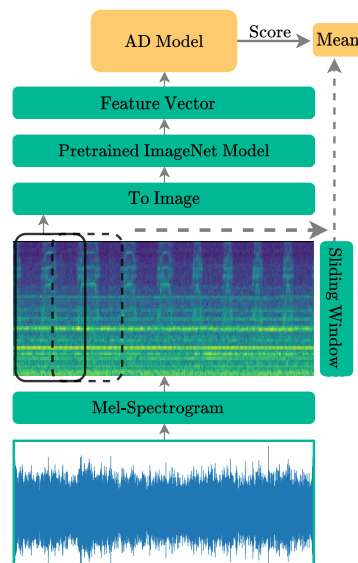 AD Model
Score
Mean
Feature Vector
Pretrained ImageNet Model
To Image
Sliding Window
Mel-Spectrogram